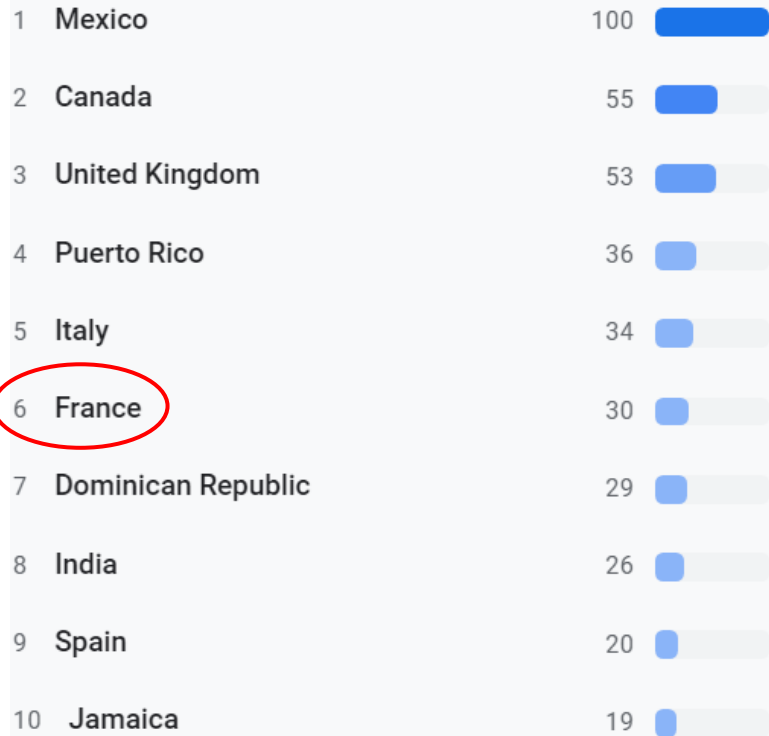 1 Mexico 100
2 Canada 55
3 United Kingdom 53
4 Puerto Rico 36
5 Italy 34
6 France 30
7 Dominican Republic 29
8 India 26
9 Spain 20
10 Jamaica 19